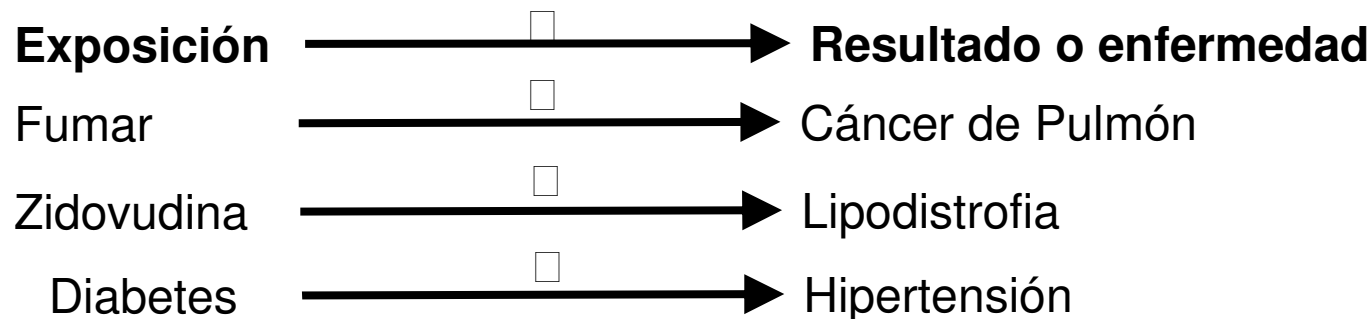 Exposición Resultado o enfermedad
Fumar Cáncer de Pulmón
Zidovudina Lipodistrofia
Diabetes Hipertensión